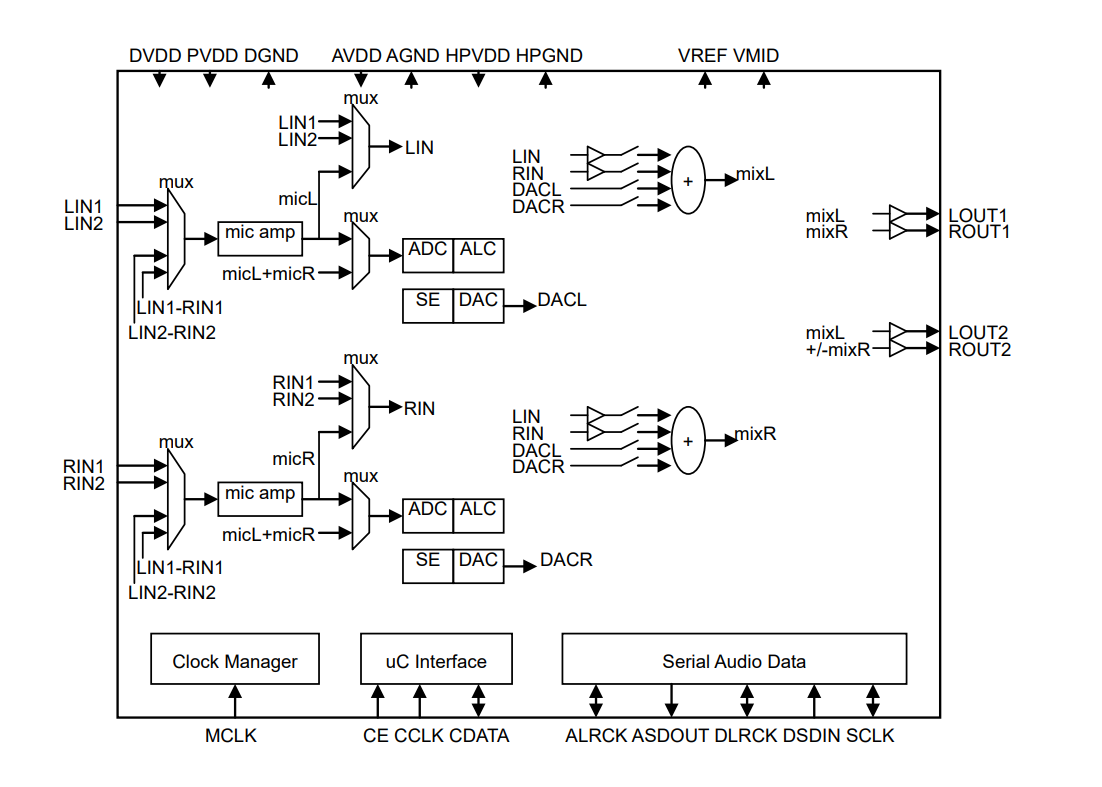 DVDD PVDD DGND AVDD AGND HPVDD HPGND VREF VMID
mux
LIN1
LIN2
LIN
mux
LIN1
LIN2
micL
mic amp
mux
micL+micR
ADC ALC
SE DAC
DACL
LIN1-RIN1
LIN2-RIN2
LIN
RIN
DACL
DACR
+
mixL
mixL
mixR
LOUT1
ROUT1
mixL
+/-mixR
LOUT2
ROUT2
mux
RIN1
RIN2
RIN
mux
RIN1
RIN2
micR
mic amp
mux
micL+micR
ADC ALC
SE DAC
DACR
LIN1-RIN1
LIN2-RIN2
LIN
RIN
DACL
DACR
+
mixR
Clock Manager
uC Interface
Serial Audio Data
MCLK
CE CCLK CDATA
ALRCK ASDOUT DLRCK DSDIN SCLK